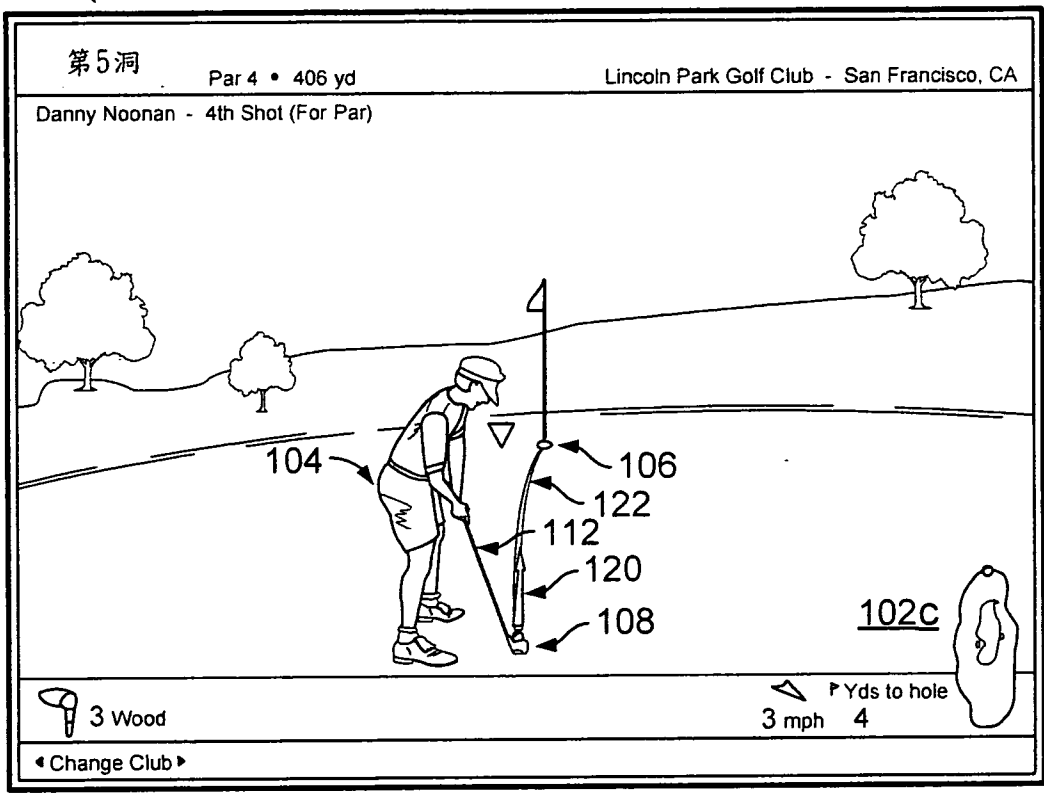 第5洞 Par 4 • 406 yd Lincoln Park Golf Club - San Francisco, CA
Danny Noonan - 4th Shot (For Par)
104
106
122
112
120
108
102C
3 Wood
Yds to hole
3 mph 4
Change Club